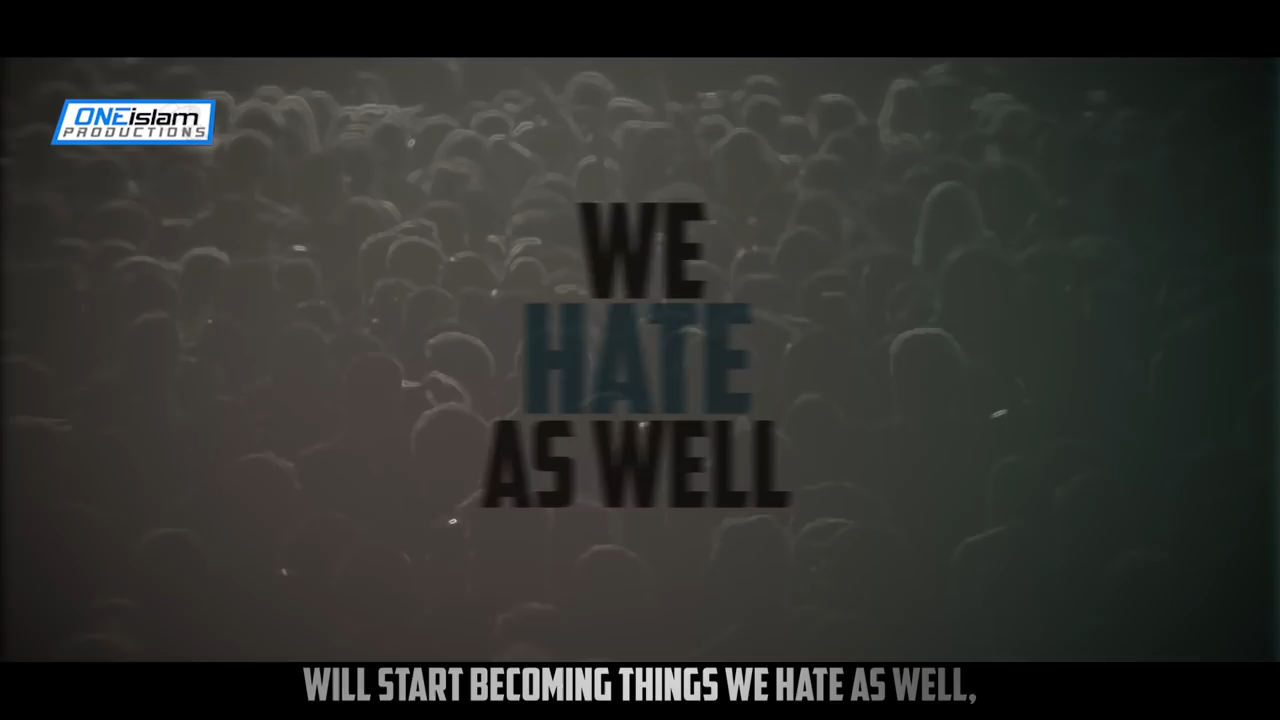 ONEislam
PRODUCTIONS
WE
HATE
AS WELL
WILL START BECOMING THINGS WE HATE AS WELL,